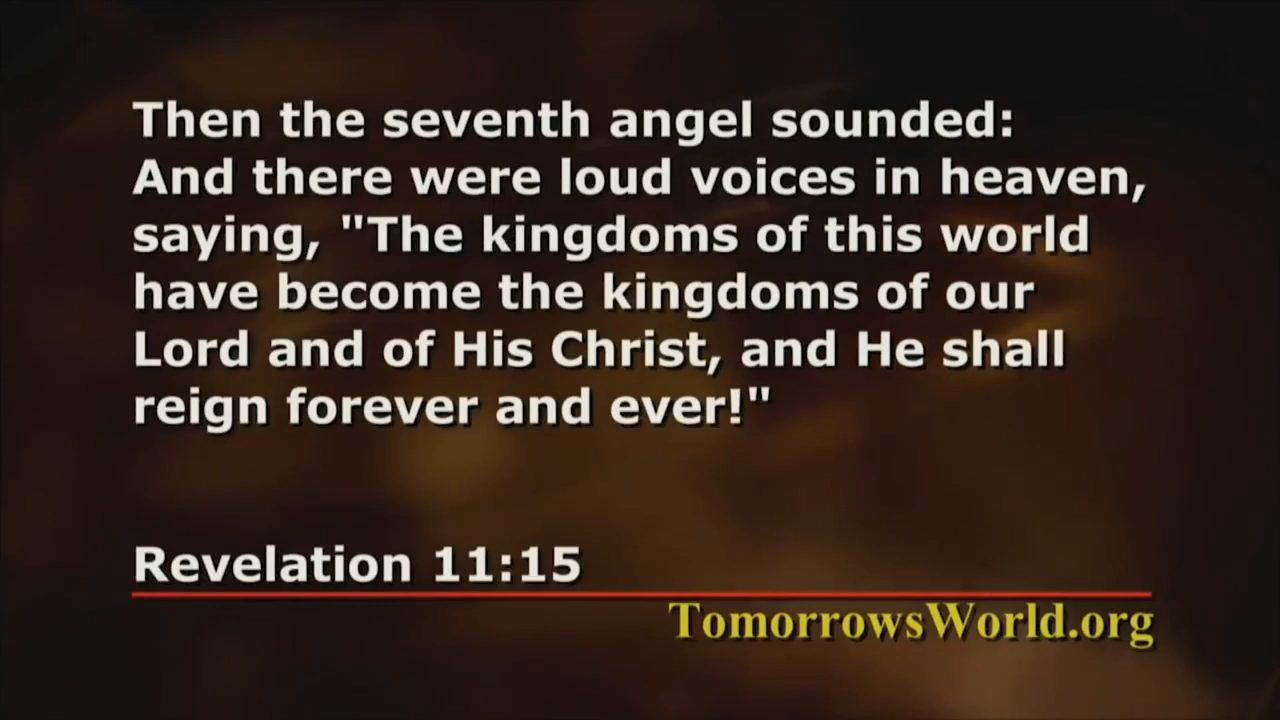 Then the seventh angel sounded:
And there were loud voices in heaven,
saying, "The kingdoms of this world
have become the kingdoms of our
Lord and of His Christ, and He shall
reign forever and ever!"
Revelation 11:15
TomorrowsWorld.org